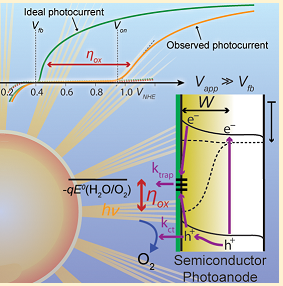 Ideal photocurrent
V_fb
V_on
η_ox
Observed photocurrent
0.2 0.4 0.6 0.8 1.0 V_NHE
V_app ≫ V_fb
W
e⁻
e⁻
k_trap
-qE⁰(H₂O/O₂)
η_ox
hν
k_ct
h⁺
h⁺
O₂
Semiconductor
Photoanode